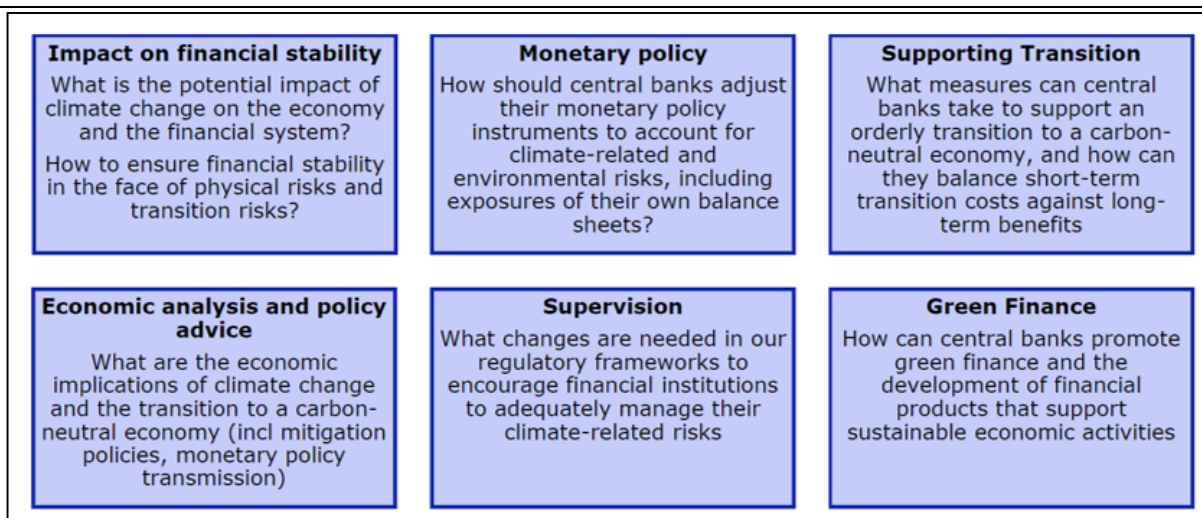 Impact on financial stability
What is the potential impact of
climate change on the economy
and the financial system?
How to ensure financial stability
in the face of physical risks and
transition risks?
Monetary policy
How should central banks adjust
their monetary policy
instruments to account for
climate-related and
environmental risks, including
exposures of their own balance
sheets?
Supporting Transition
What measures can central
banks take to support an
orderly transition to a carbon-
neutral economy, and how can
they balance short-term
transition costs against long-
term benefits
Economic analysis and policy
advice
What are the economic
implications of climate change
and the transition to a carbon-
neutral economy (incl mitigation
policies, monetary policy
transmission)
Supervision
What changes are needed in our
regulatory frameworks to
encourage financial institutions
to adequately manage their
climate-related risks
Green Finance
How can central banks promote
green finance and the
development of financial
products that support
sustainable economic activities